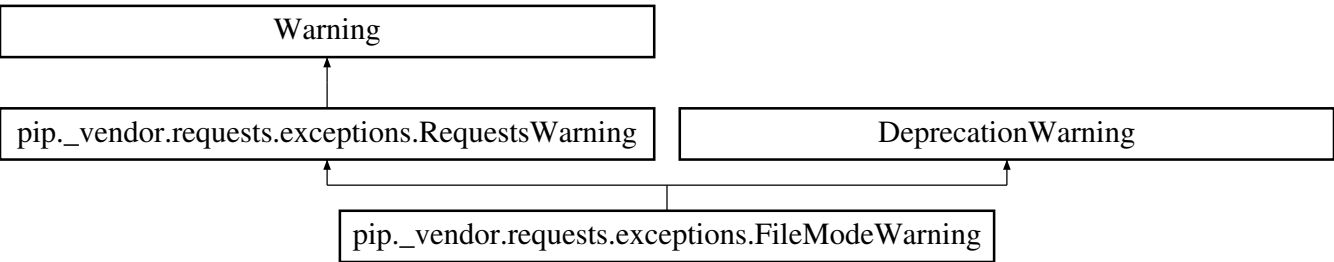 Warning
pip._vendor.requests.exceptions.RequestsWarning
DeprecationWarning
pip._vendor.requests.exceptions.FileModeWarning